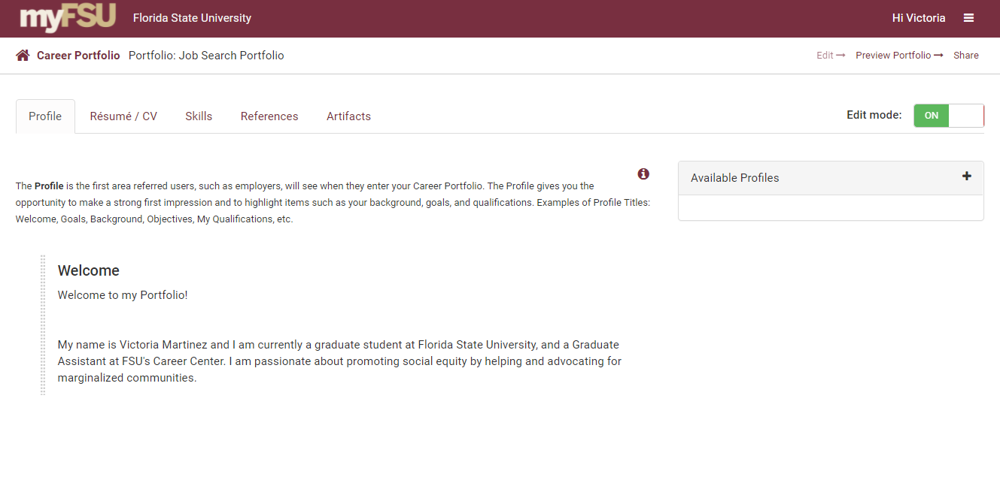 myFSU Florida State University Hi Victoria
Career Portfolio Portfolio: Job Search Portfolio Edit Preview Portfolio Share
Profile Résumé / CV Skills References Artifacts Edit mode: ON
Available Profiles
The Profile is the first area referred users, such as employers, will see when they enter your Career Portfolio. The Profile gives you the
opportunity to make a strong first impression and to highlight items such as your background, goals, and qualifications. Examples of Profile Titles:
Welcome, Goals, Background, Objectives, My Qualifications, etc.
Welcome
Welcome to my Portfolio!
My name is Victoria Martinez and I am currently a graduate student at Florida State University, and a Graduate
Assistant at FSU's Career Center. I am passionate about promoting social equity by helping and advocating for
marginalized communities.